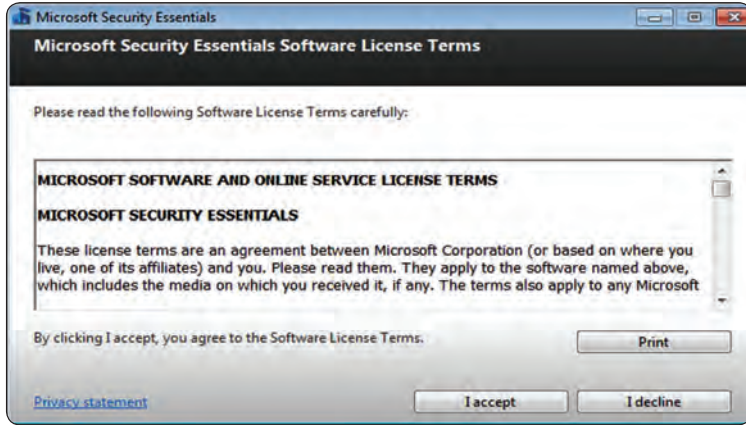 Microsoft Security Essentials
Microsoft Security Essentials Software License Terms
Please read the following Software License Terms carefully:
MICROSOFT SOFTWARE AND ONLINE SERVICE LICENSE TERMS
MICROSOFT SECURITY ESSENTIALS
These license terms are an agreement between Microsoft Corporation (or based on where you
live, one of its affiliates) and you. Please read them. They apply to the software named above,
which includes the media on which you received it, if any. The terms also apply to any Microsoft
By clicking I accept, you agree to the Software License Terms.
Print
Privacy statement
I accept
I decline